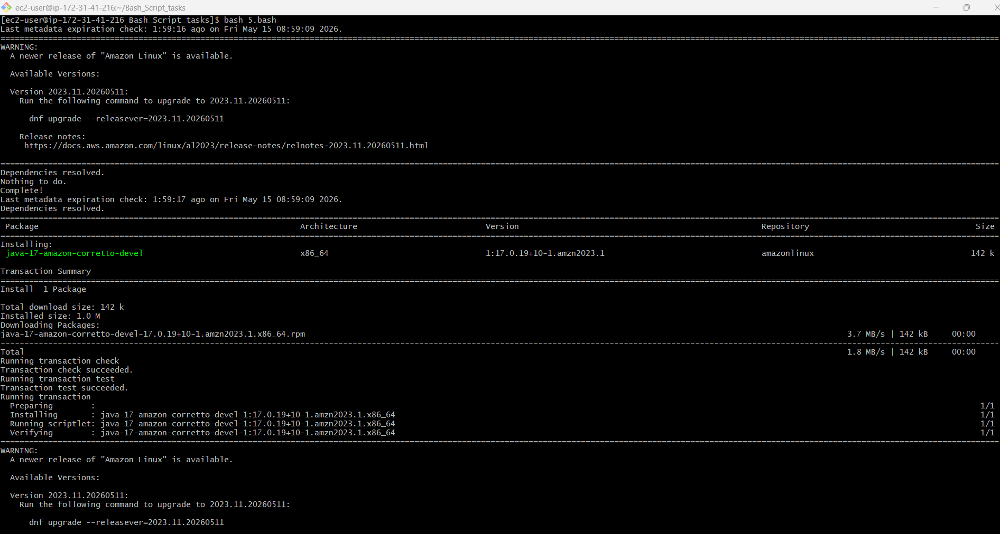 ec2-user@ip-172-31-41-216:~/Bash_Script_tasks
[ec2-user@ip-172-31-41-216 Bash_Script_tasks]$ bash 5.bash
Last metadata expiration check: 1:59:16 ago on Fri May 15 08:59:09 2026.
================================================================================
WARNING:
  A newer release of "Amazon Linux" is available.

  Available Versions:

  Version 2023.11.20260511:
    Run the following command to upgrade to 2023.11.20260511:

      dnf upgrade --releasever=2023.11.20260511

    Release notes:
     https://docs.aws.amazon.com/linux/al2023/release-notes/relnotes-2023.11.20260511.html

================================================================================
Dependencies resolved.
Nothing to do.
Complete!
Last metadata expiration check: 1:59:17 ago on Fri May 15 08:59:09 2026.
Dependencies resolved.
================================================================================
 Package Architecture Version Repository Size
================================================================================
Installing:
 java-17-amazon-corretto-devel x86_64 1:17.0.19+10-1.amzn2023.1 amazonlinux 142 k

Transaction Summary
================================================================================
Install  1 Package

Total download size: 142 k
Installed size: 1.0 M
Downloading Packages:
java-17-amazon-corretto-devel-17.0.19+10-1.amzn2023.1.x86_64.rpm 3.7 MB/s | 142 kB 00:00
--------------------------------------------------------------------------------
Total 1.8 MB/s | 142 kB 00:00
Running transaction check
Transaction check succeeded.
Running transaction test
Transaction test succeeded.
Running transaction
  Preparing        : 1/1
  Installing       : java-17-amazon-corretto-devel-1:17.0.19+10-1.amzn2023.1.x86_64 1/1
  Running scriptlet: java-17-amazon-corretto-devel-1:17.0.19+10-1.amzn2023.1.x86_64 1/1
  Verifying        : java-17-amazon-corretto-devel-1:17.0.19+10-1.amzn2023.1.x86_64 1/1
================================================================================
WARNING:
  A newer release of "Amazon Linux" is available.

  Available Versions:

  Version 2023.11.20260511:
    Run the following command to upgrade to 2023.11.20260511:

      dnf upgrade --releasever=2023.11.20260511